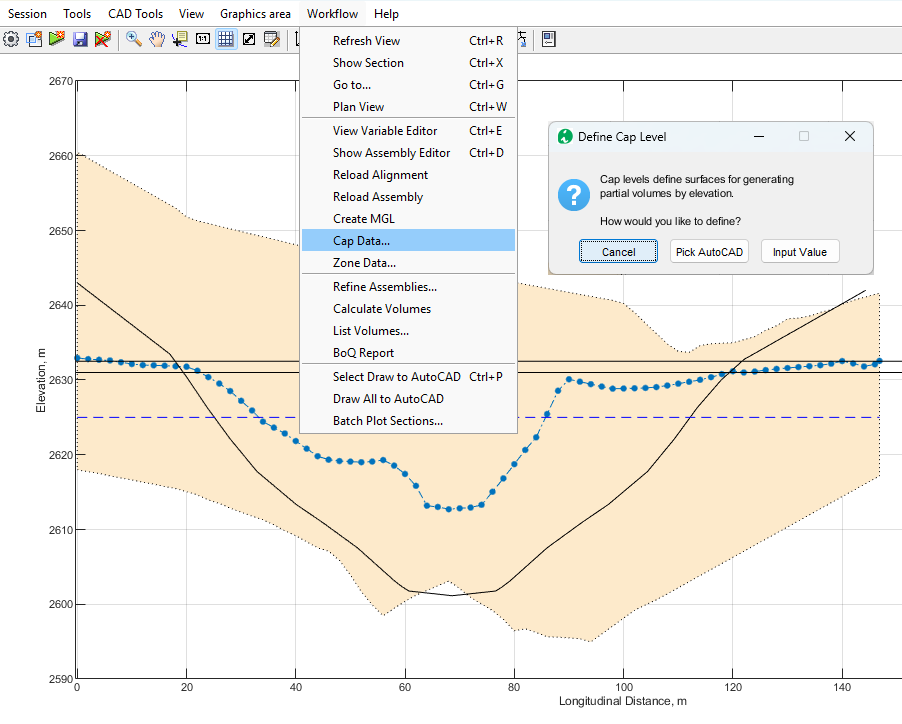 Session Tools CAD Tools View Graphics area Workflow Help
1:1
Refresh View Ctrl+R
Show Section Ctrl+X
Go to... Ctrl+G
Plan View Ctrl+W
View Variable Editor Ctrl+E
Show Assembly Editor Ctrl+D
Reload Alignment
Reload Assembly
Create MGL
Cap Data...
Zone Data...
Refine Assemblies...
Calculate Volumes
List Volumes...
BoQ Report
Select Draw to AutoCAD Ctrl+P
Draw All to AutoCAD
Batch Plot Sections...
Define Cap Level
Cap levels define surfaces for generating
partial volumes by elevation.
How would you like to define?
Cancel Pick AutoCAD Input Value
2670
2660
2650
2640
2630
2620
2610
2600
2590
Elevation, m
0 20 40 60 80 100 120 140
Longitudinal Distance, m